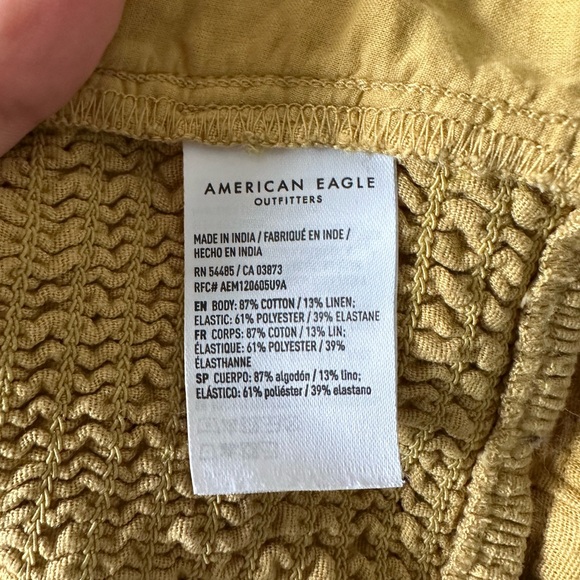 AMERICAN EAGLE
OUTFITTERS
MADE IN INDIA / FABRIQUÉ EN INDE /
HECHO EN INDIA
RN 54485 / CA 03873
RFC# AEM120605U9A
EN BODY: 87% COTTON / 13% LINEN;
ELASTIC: 61% POLYESTER / 39% ELASTANE
FR CORPS: 87% COTON / 13% LIN;
ÉLASTIQUE: 61% POLYESTER / 39%
ÉLASTHANNE
SP CUERPO: 87% algodón / 13% lino;
ELÁSTICO: 61% poliéster / 39% elastano